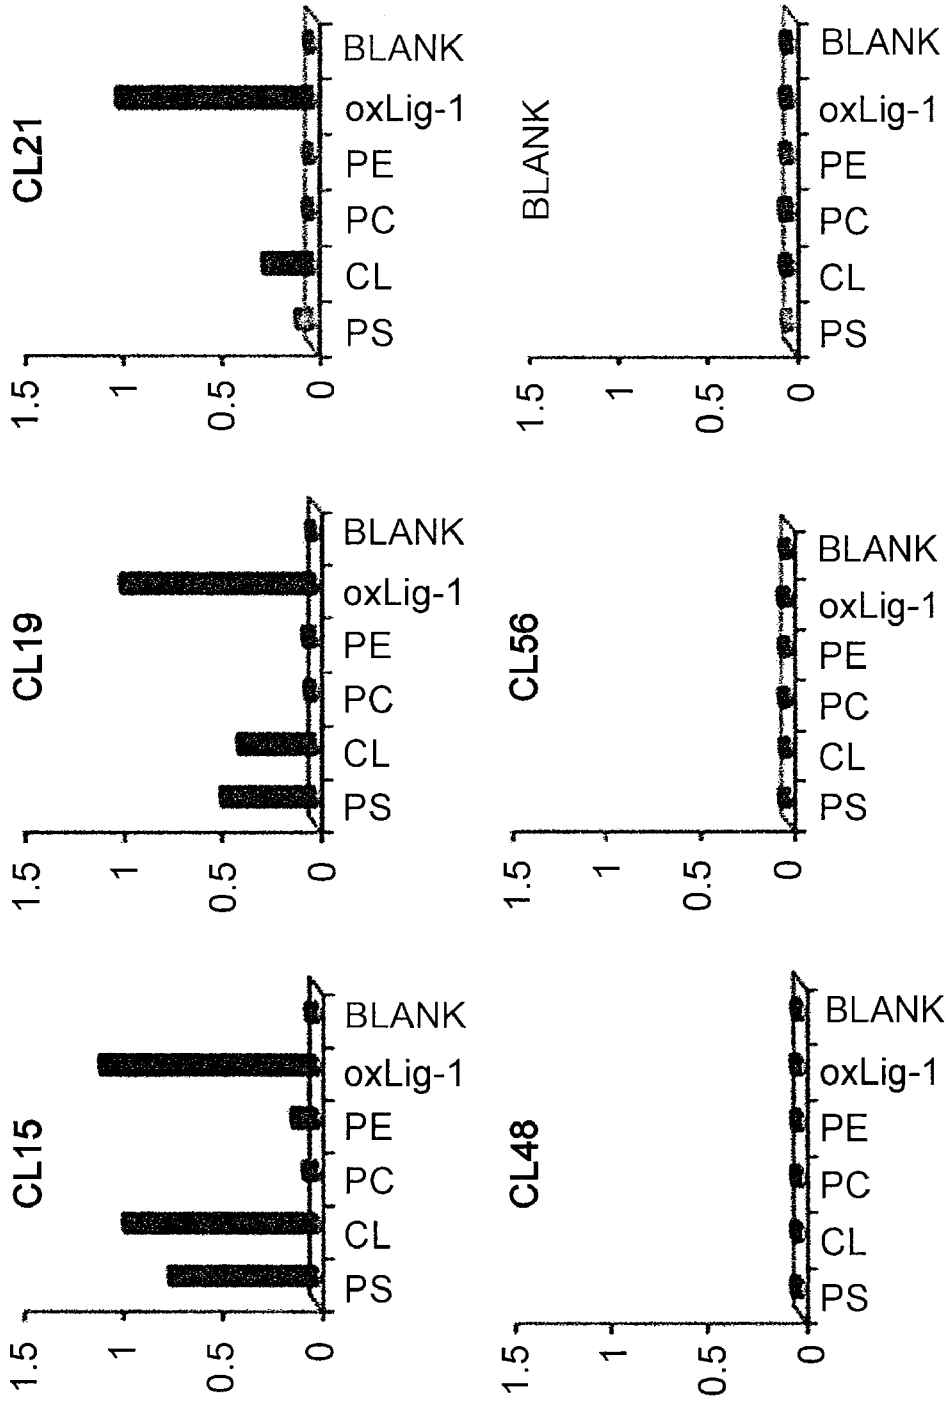 CL15
1.5
1
0.5
0
PS
CL
PC
PE
oxLig-1
BLANK
CL19
1.5
1
0.5
0
PS
CL
PC
PE
oxLig-1
BLANK
CL21
1.5
1
0.5
0
PS
CL
PC
PE
oxLig-1
BLANK
CL48
1.5
1
0.5
0
PS
CL
PC
PE
oxLig-1
BLANK
CL56
1.5
1
0.5
0
PS
CL
PC
PE
oxLig-1
BLANK
BLANK
1.5
1
0.5
0
PS
CL
PC
PE
oxLig-1
BLANK